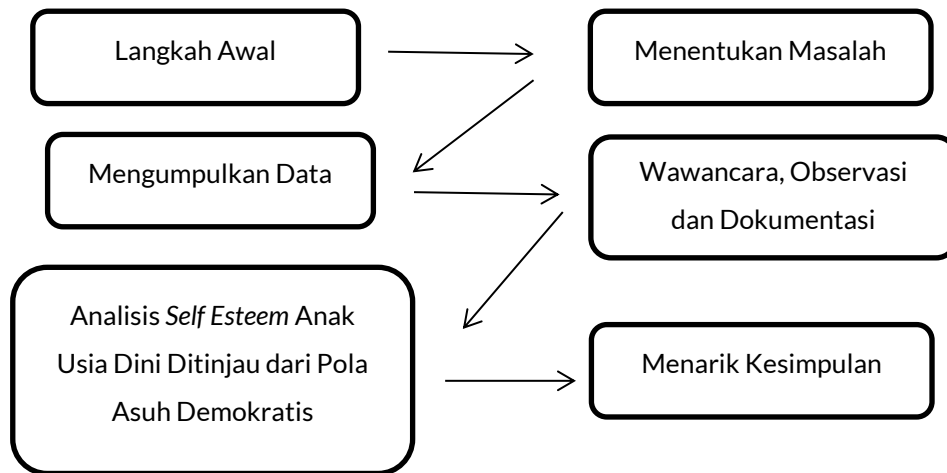 Langkah Awal
Menentukan Masalah
Mengumpulkan Data
Wawancara, Observasi
dan Dokumentasi
Analisis Self Esteem Anak
Usia Dini Ditinjau dari Pola
Asuh Demokratis
Menarik Kesimpulan